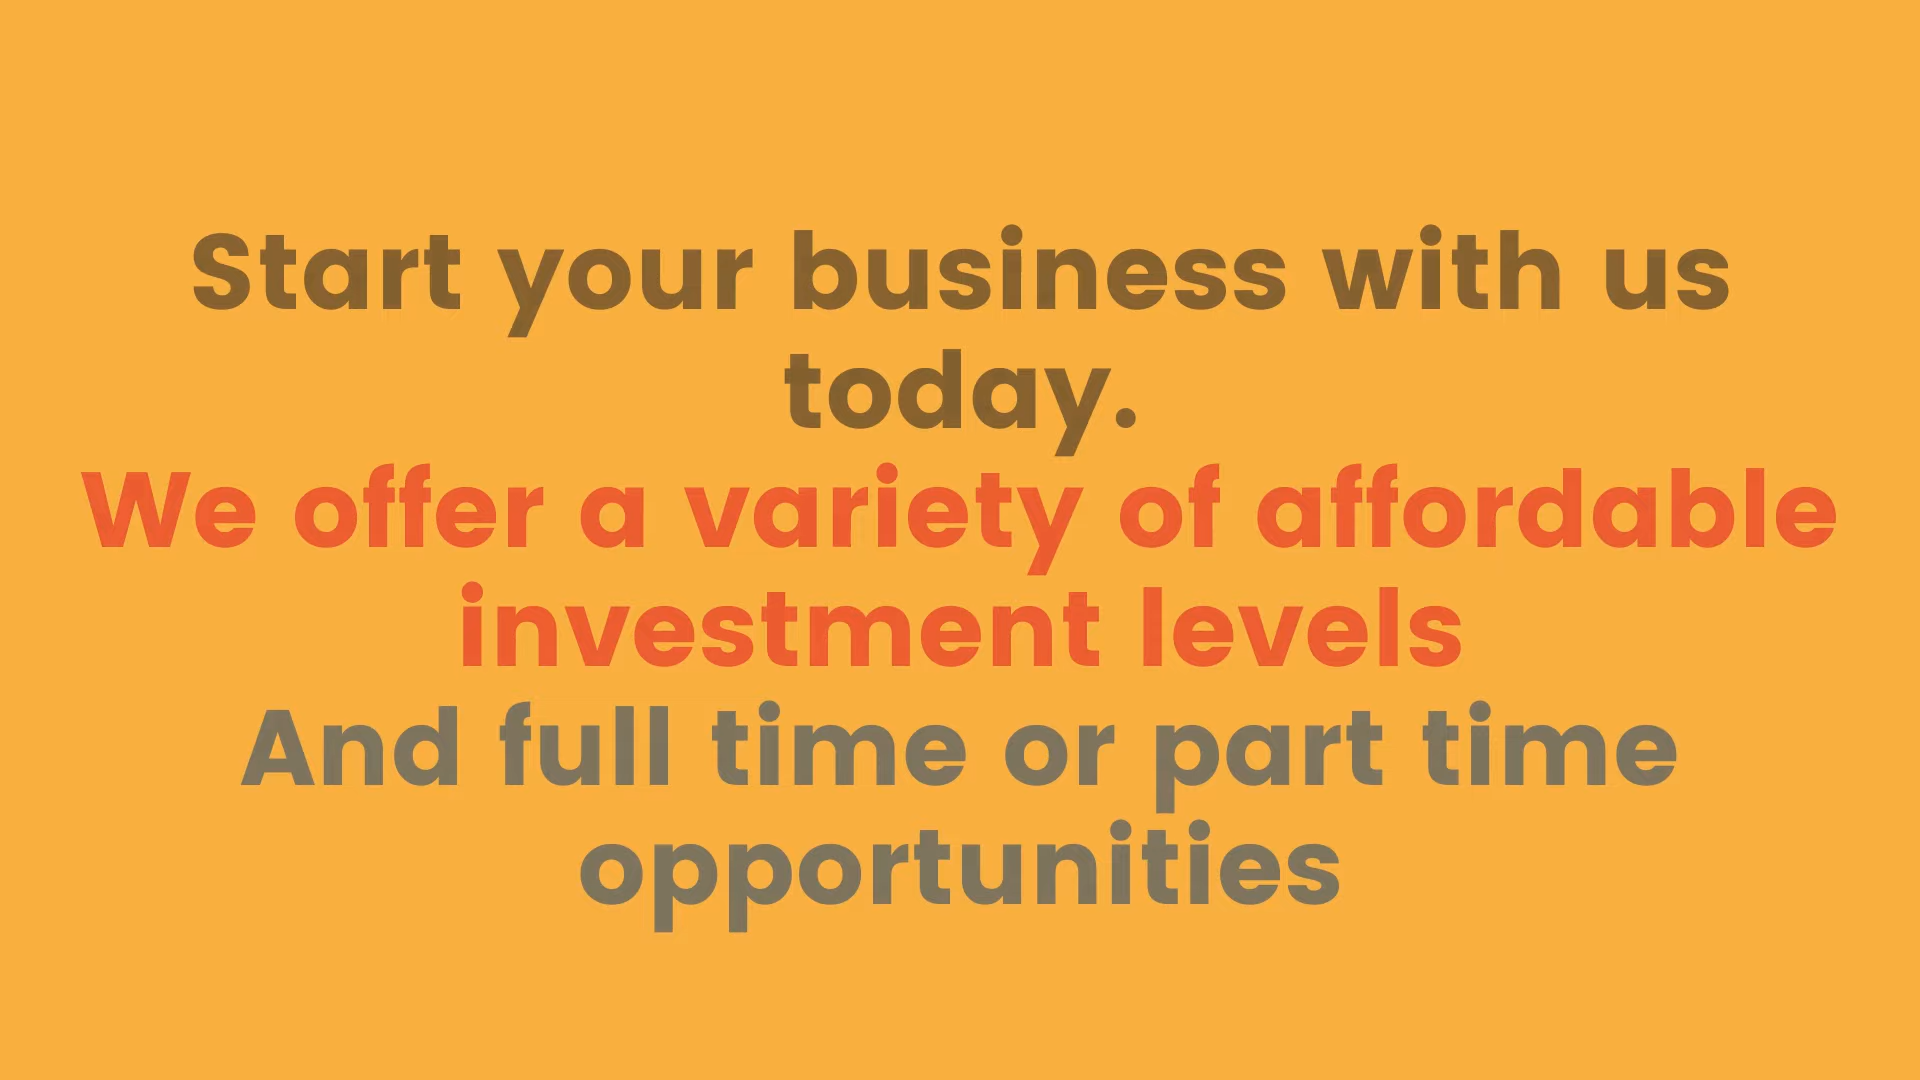 Start your business with us
today.
We offer a variety of affordable
investment levels
And full time or part time
opportunities